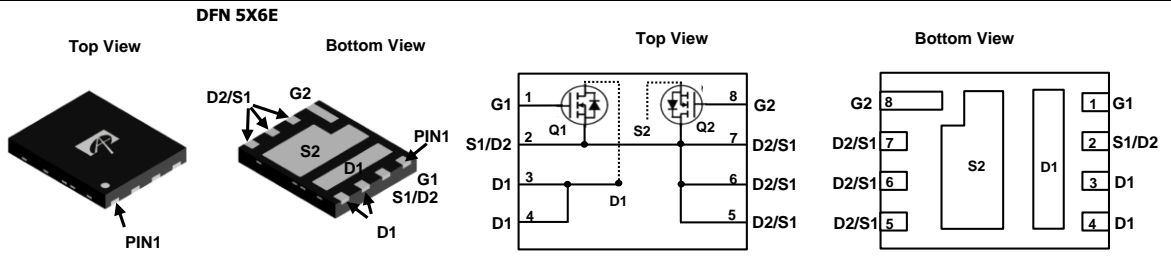 DFN 5X6E
Top View
Bottom View
D2/S1
G2
S2
D1
PIN1
G1
S1/D2
D1
PIN1
Top View
G1
1
Q1
S2
Q2
8
G2
S1/D2
2
7
D2/S1
D1
3
D1
6
D2/S1
D1
4
5
D2/S1
Bottom View
G2
8
1
G1
D2/S1
7
2
S1/D2
S2
D1
D2/S1
6
3
D1
D2/S1
5
4
D1